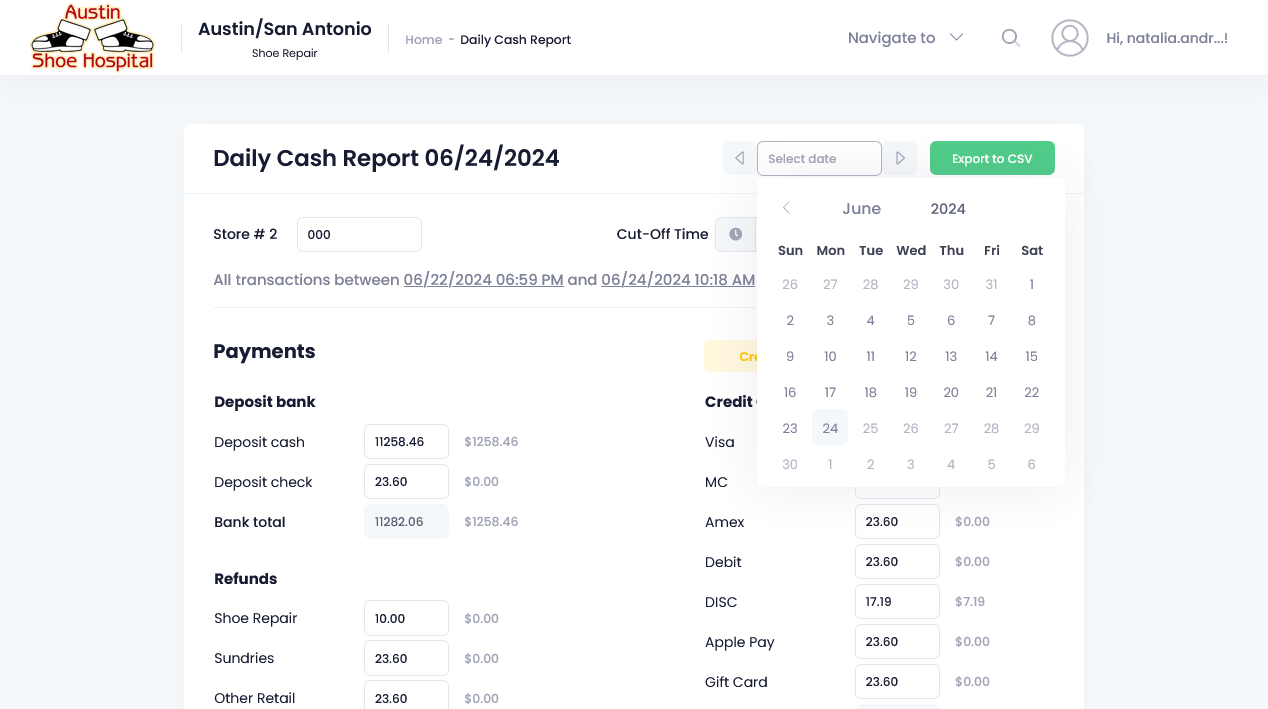 Austin
Shoe Hospital
Austin/San Antonio
Shoe Repair
Home - Daily Cash Report
Navigate to
Hi, natalia.andr...!
Daily Cash Report 06/24/2024
Select date
Export to CSV
June 2024
Sun Mon Tue Wed Thu Fri Sat
26 27 28 29 30 31 1
2 3 4 5 6 7 8
9 10 11 12 13 14 15
16 17 18 19 20 21 22
23 24 25 26 27 28 29
30 1 2 3 4 5 6
Store # 2 000
Cut-Off Time
All transactions between 06/22/2024 06:59 PM and 06/24/2024 10:18 AM
Payments
Deposit bank
Deposit cash 11258.46 $1258.46
Deposit check 23.60 $0.00
Bank total 11282.06 $1258.46
Refunds
Shoe Repair 10.00 $0.00
Sundries 23.60 $0.00
Other Retail 23.60 $0.00
Credit
Visa
MC
Amex 23.60 $0.00
Debit 23.60 $0.00
DISC 17.19 $7.19
Apple Pay 23.60 $0.00
Gift Card 23.60 $0.00